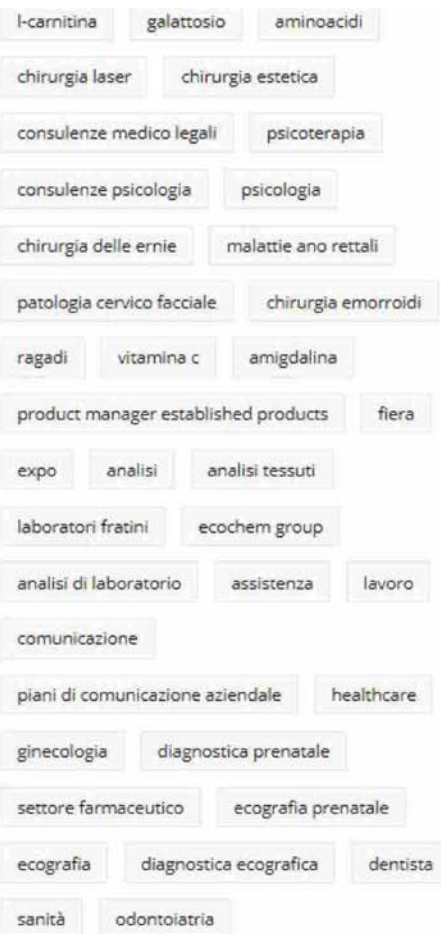 l-carnitina galattosio aminoacidi
chirurgia laser chirurgia estetica
consulenze medico legali psicoterapia
consulenze psicologia psicologia
chirurgia delle ernie malattie ano rettali
patologia cervico facciale chirurgia emorroidi
ragadi vitamina c amigdalina
product manager established products fiera
expo analisi analisi tessuti
laboratori fratini ecochem group
analisi di laboratorio assistenza lavoro
comunicazione
piani di comunicazione aziendale healthcare
ginecologia diagnostica prenatale
settore farmaceutico ecografia prenatale
ecografia diagnostica ecografica dentista
sanità odontoiatria